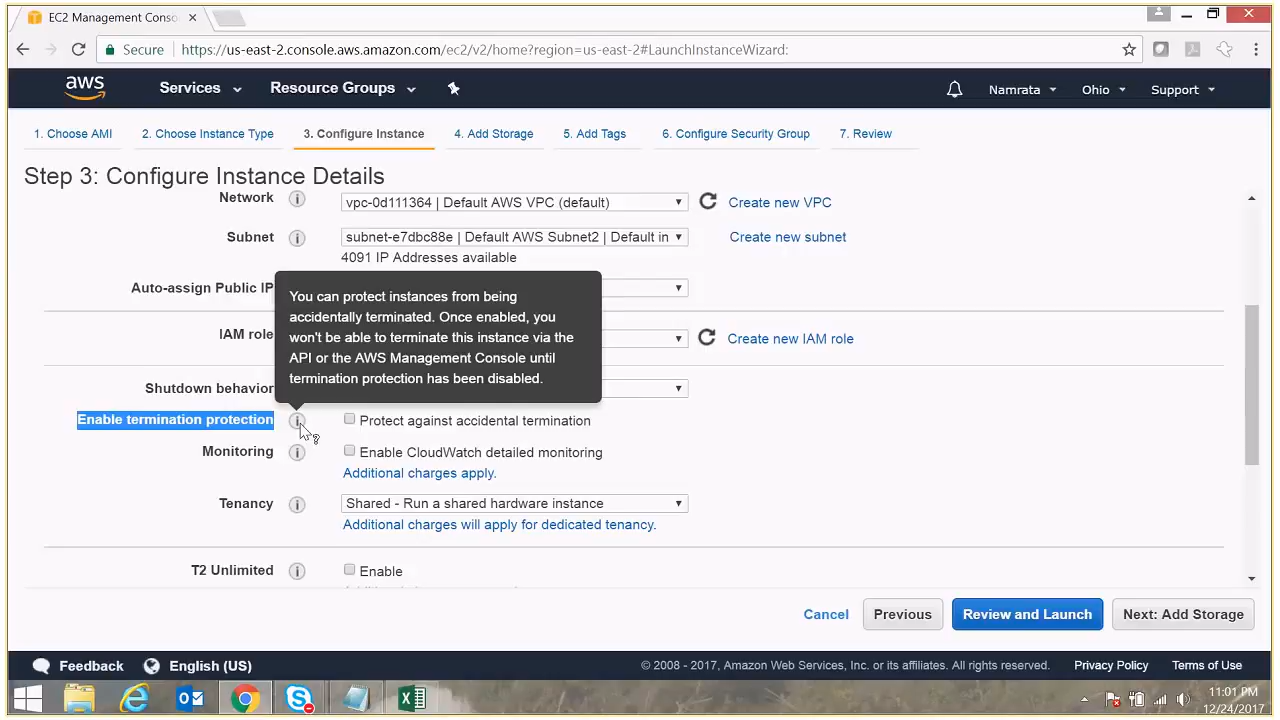 EC2 Management Conso
Secure
https://us-east-2.console.aws.amazon.com/ec2/v2/home?region=us-east-2#LaunchInstanceWizard:
aws
Services
Resource Groups
Namrata
Ohio
Support
1. Choose AMI
2. Choose Instance Type
3. Configure Instance
4. Add Storage
5. Add Tags
6. Configure Security Group
7. Review
Step 3: Configure Instance Details
Network
i
vpc-0d111364 | Default AWS VPC (default)
Create new VPC
Subnet
i
subnet-e7dbc88e | Default AWS Subnet2 | Default in
Create new subnet
4091 IP Addresses available
Auto-assign Public IP
You can protect instances from being
accidentally terminated. Once enabled, you
won't be able to terminate this instance via the
API or the AWS Management Console until
termination protection has been disabled.
IAM role
Create new IAM role
Shutdown behavior
Enable termination protection
i
Protect against accidental termination
Monitoring
i
Enable CloudWatch detailed monitoring
Additional charges apply.
Tenancy
i
Shared - Run a shared hardware instance
Additional charges will apply for dedicated tenancy.
T2 Unlimited
i
Enable
Cancel
Previous
Review and Launch
Next: Add Storage
Feedback
English (US)
© 2008 - 2017, Amazon Web Services, Inc. or its affiliates. All rights reserved.
Privacy Policy
Terms of Use
11:01 PM
12/24/2017